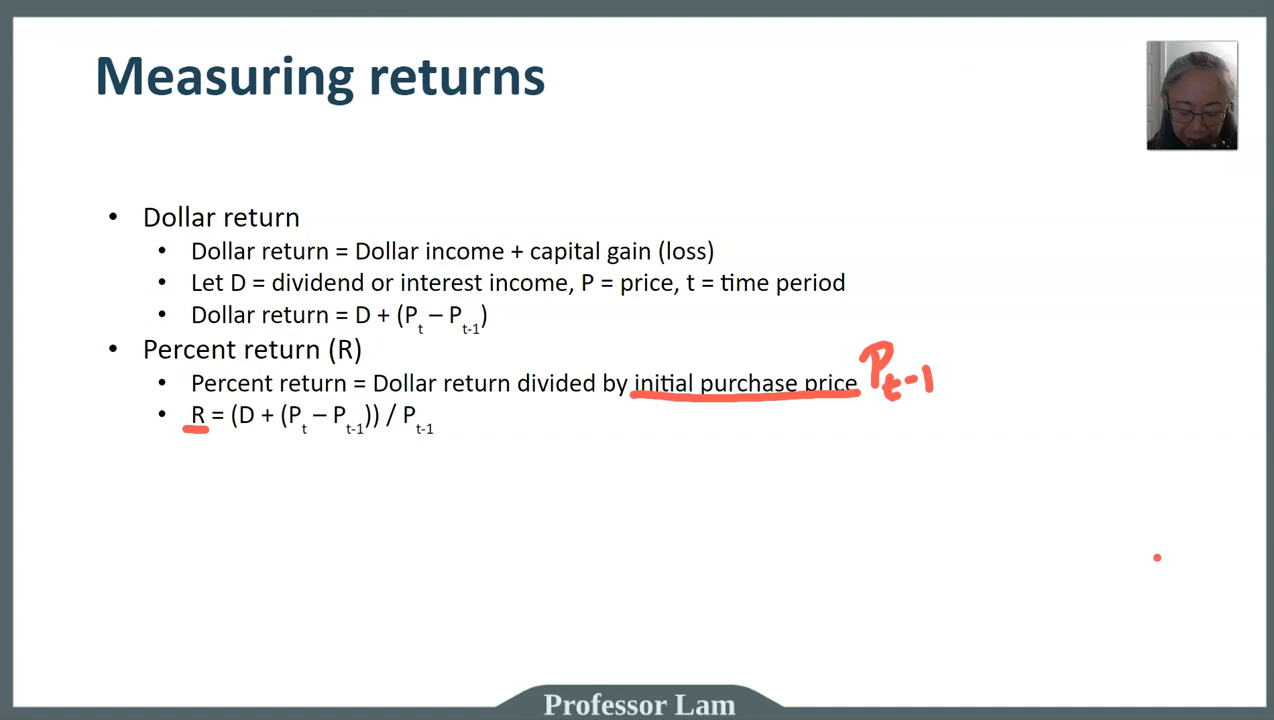 Measuring returns
• Dollar return
• Dollar return = Dollar income + capital gain (loss)
• Let D = dividend or interest income, P = price, t = time period
• Dollar return = D + (Pₜ – Pₜ₋₁)
• Percent return (R)
• Percent return = Dollar return divided by initial purchase price Pₜ₋₁
• R = (D + (Pₜ – Pₜ₋₁)) / Pₜ₋₁
Professor Lam